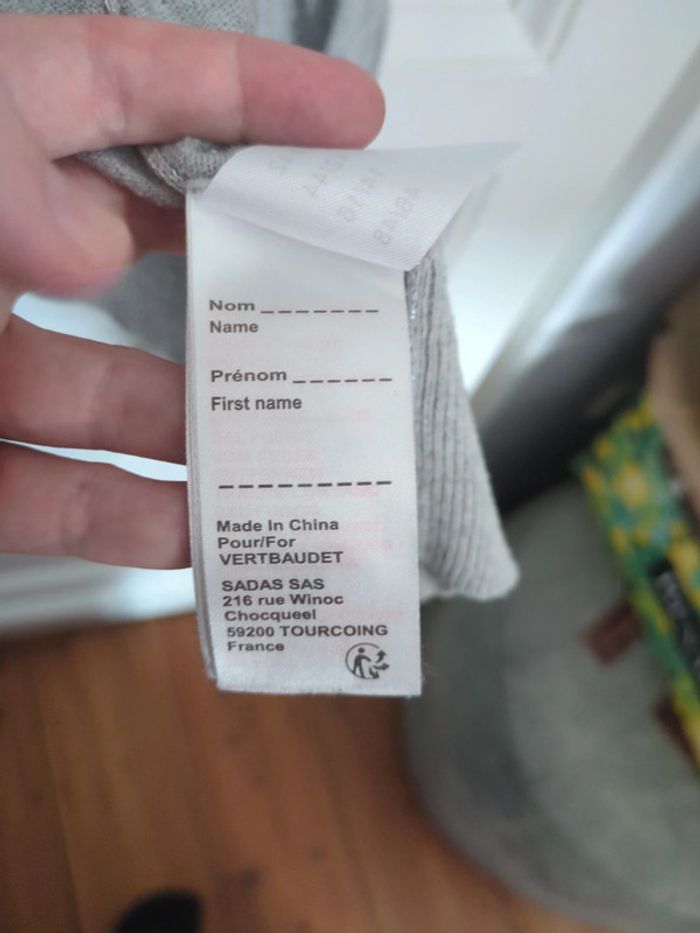 Nom _______
Name
Prénom ______
First name
__________
Made In China
Pour/For
VERTBAUDET
SADAS SAS
216 rue Winoc
Chocqueel
59200 TOURCOING
France